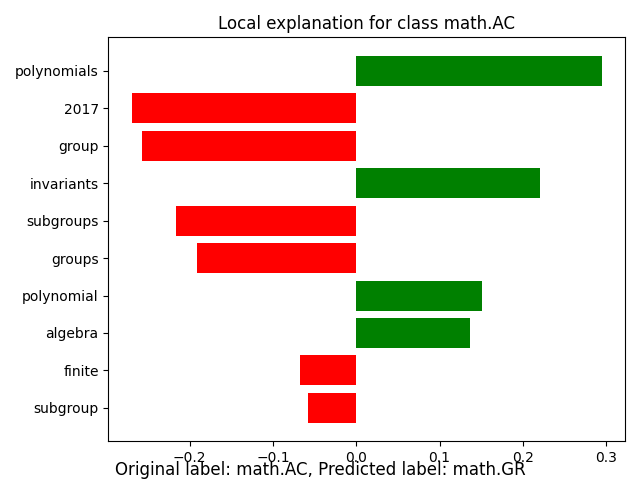 Local explanation for class math.AC
polynomials
2017
group
invariants
subgroups
groups
polynomial
algebra
finite
subgroup
−0.2 −0.1 0.0 0.1 0.2 0.3
Original label: math.AC, Predicted label: math.GR